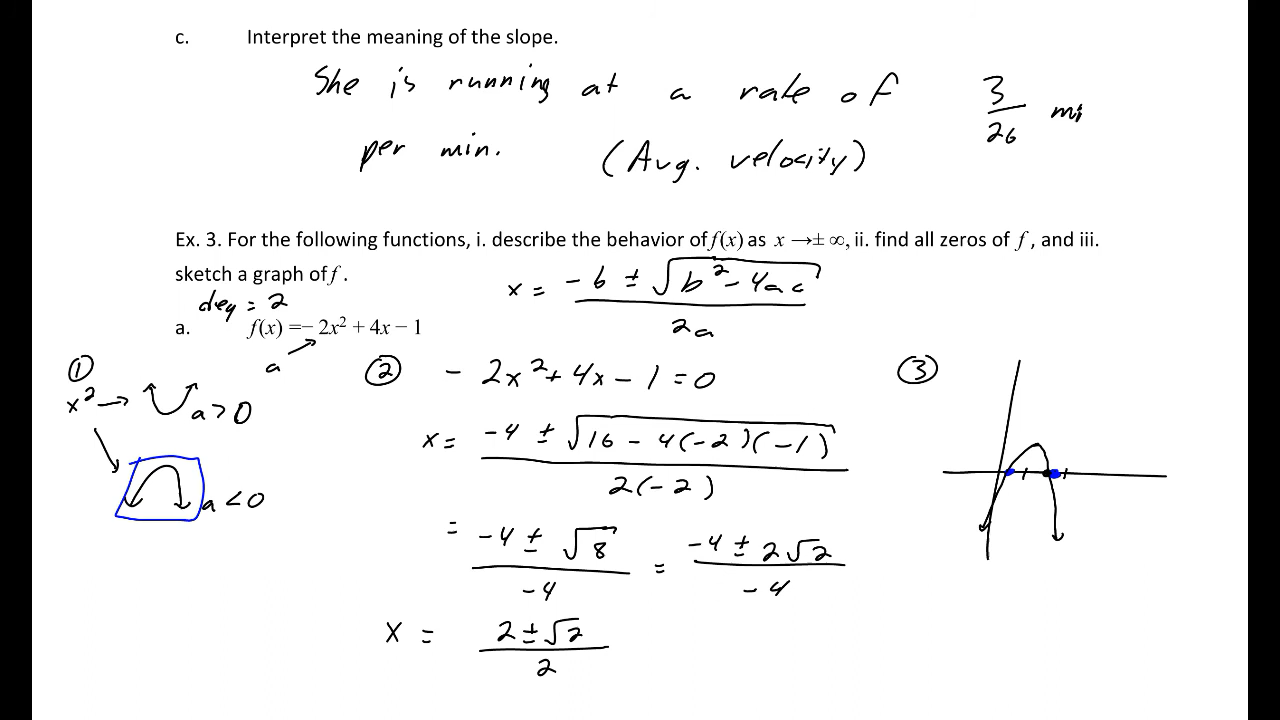 c. Interpret the meaning of the slope.
She is running at a rate of 3/26 mi
per min. (Avg. velocity)
Ex. 3. For the following functions, i. describe the behavior of f(x) as x →± ∞, ii. find all zeros of f, and iii.
sketch a graph of f.
x = (-b ± √(b² - 4ac))/2a
deg = 2
a. f(x) =− 2x² + 4x − 1
a
① x² → a > 0
a < 0
② - 2x² + 4x - 1 = 0
x = (-4 ± √(16 - 4(-2)(-1)))/2(-2)
= (-4 ± √8)/-4 = (-4 ± 2√2)/-4
x = (2 ± √2)/2
③